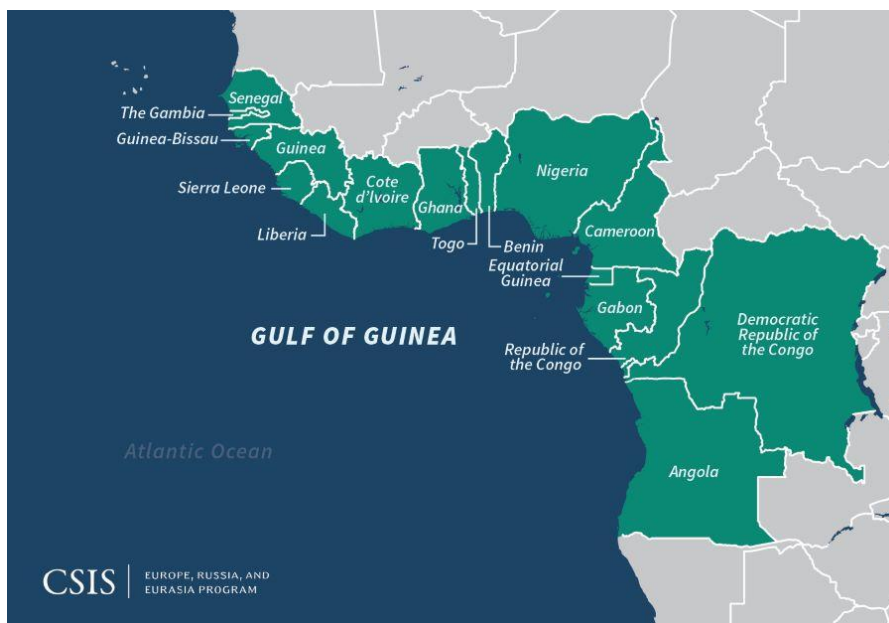 Senegal
The Gambia
Guinea-Bissau
Guinea
Sierra Leone
Liberia
Cote
d'Ivoire
Ghana
Togo
Benin
Nigeria
Cameroon
Equatorial
Guinea
Gabon
Republic of
the Congo
Democratic
Republic of
the Congo
GULF OF GUINEA
Atlantic Ocean
Angola
CSIS
EUROPE, RUSSIA, AND
EURASIA PROGRAM